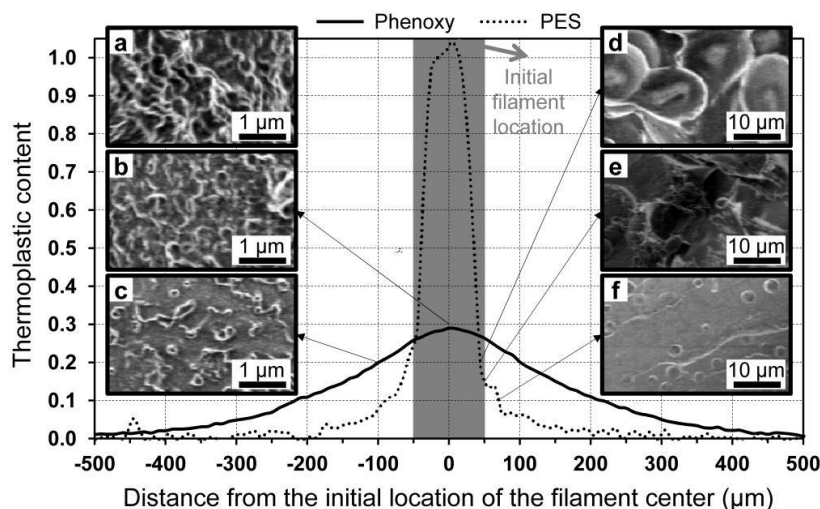 Phenoxy PES
Thermoplastic content
1.0
0.9
0.8
0.7
0.6
0.5
0.4
0.3
0.2
0.1
0.0
a
1 µm
b
1 µm
c
1 µm
Initial
filament
location
d
10 µm
e
10 µm
f
10 µm
-500 -400 -300 -200 -100 0 100 200 300 400 500
Distance from the initial location of the filament center (µm)